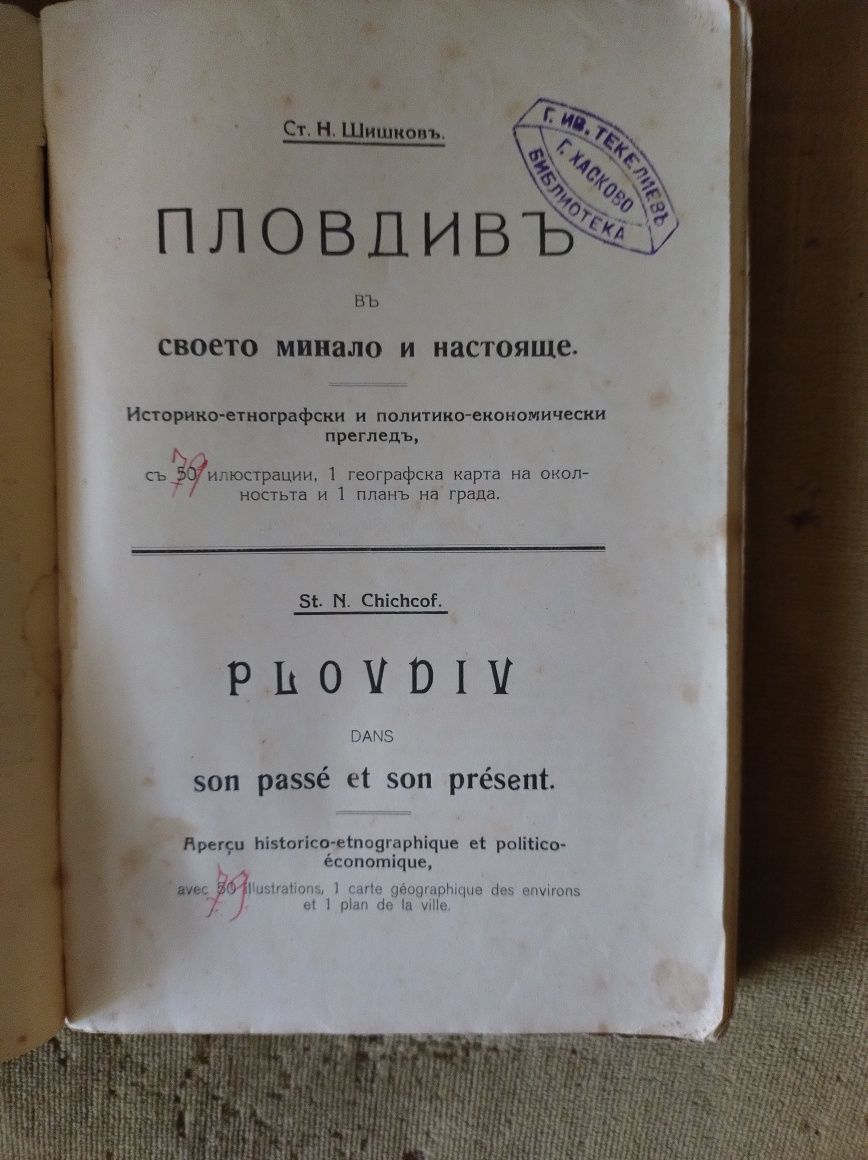 Ст. Н. Шишковъ.
Г. ИВ. ТЕКЕЛИЕВЪ
Г. ХАСКОВО
БИБЛИОТЕКА
ПЛОВДИВЪ
ВЪ
своето минало и настояще.
Историко-етнографски и политико-економически
прегледъ,
съ 50 79 илюстрации, 1 географска карта на окол-
ностьта и 1 планъ на града.
St. N. Chichcof.
PLOVDIV
DANS
son passé et son présent.
Aperçu historico-etnographique et politico-
économique,
avec 50 79 illustrations, 1 carte géographique des environs
et 1 plan de la ville.